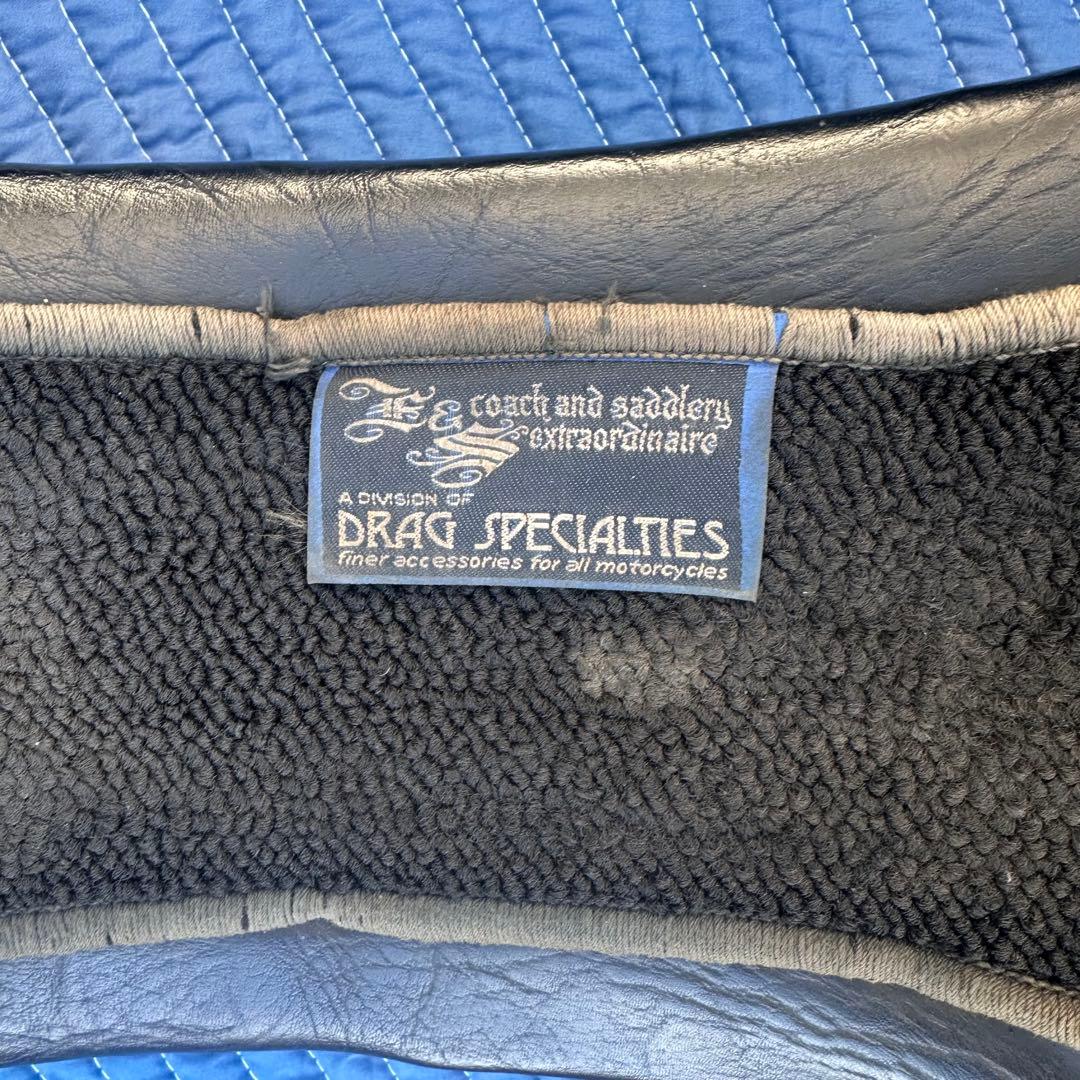 E & S coach and saddlery
extraordinaire
A DIVISION OF
DRAG SPECIALTIES
finer accessories for all motorcycles